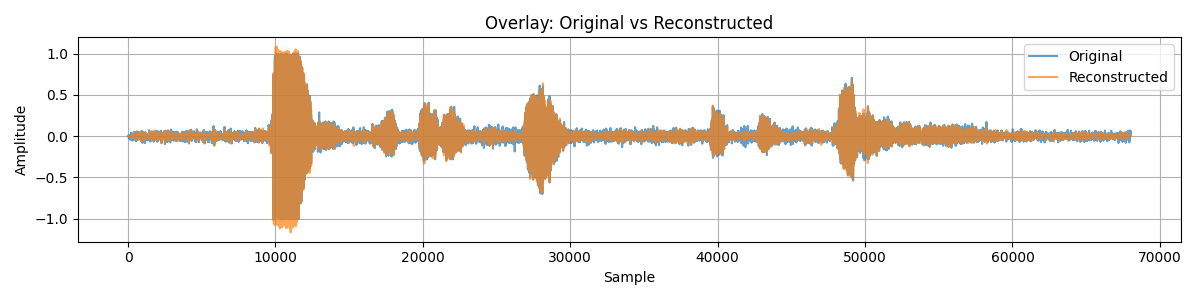 Overlay: Original vs Reconstructed
1.0
0.5
0.0
−0.5
−1.0
Amplitude
Original
Reconstructed
0 10000 20000 30000 40000 50000 60000 70000
Sample